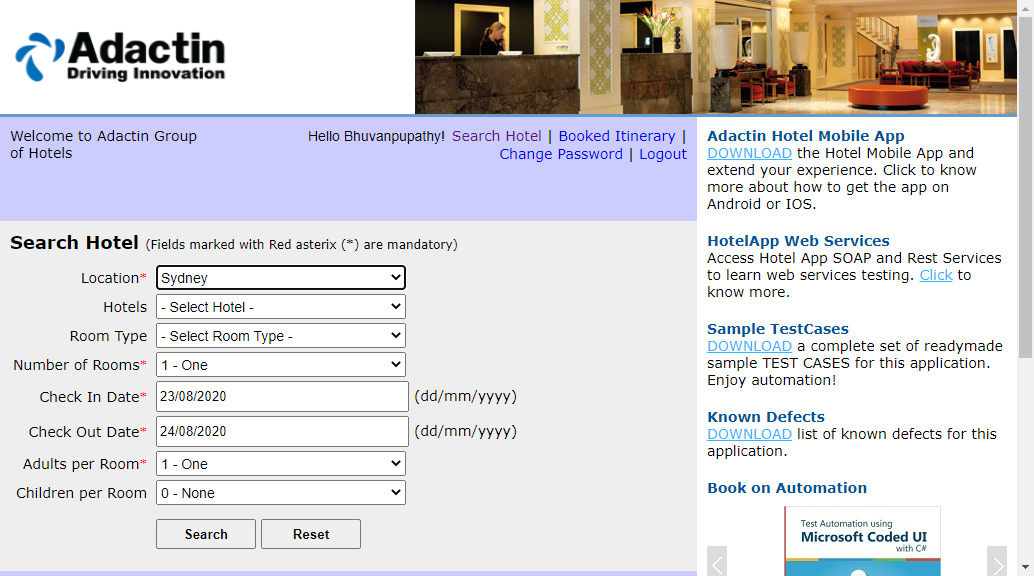 Adactin
Driving Innovation
Welcome to Adactin Group
of Hotels
Hello Bhuvanpupathy! Search Hotel | Booked Itinerary |
Change Password | Logout
Search Hotel (Fields marked with Red asterix (*) are mandatory)
Location* Sydney
Hotels - Select Hotel -
Room Type - Select Room Type -
Number of Rooms* 1 - One
Check In Date* 23/08/2020 (dd/mm/yyyy)
Check Out Date* 24/08/2020 (dd/mm/yyyy)
Adults per Room* 1 - One
Children per Room 0 - None
Search Reset
Adactin Hotel Mobile App
DOWNLOAD the Hotel Mobile App and
extend your experience. Click to know
more about how to get the app on
Android or IOS.
HotelApp Web Services
Access Hotel App SOAP and Rest Services
to learn web services testing. Click to
know more.
Sample TestCases
DOWNLOAD a complete set of readymade
sample TEST CASES for this application.
Enjoy automation!
Known Defects
DOWNLOAD list of known defects for this
application.
Book on Automation
Test Automation using
Microsoft Coded UI
with C#